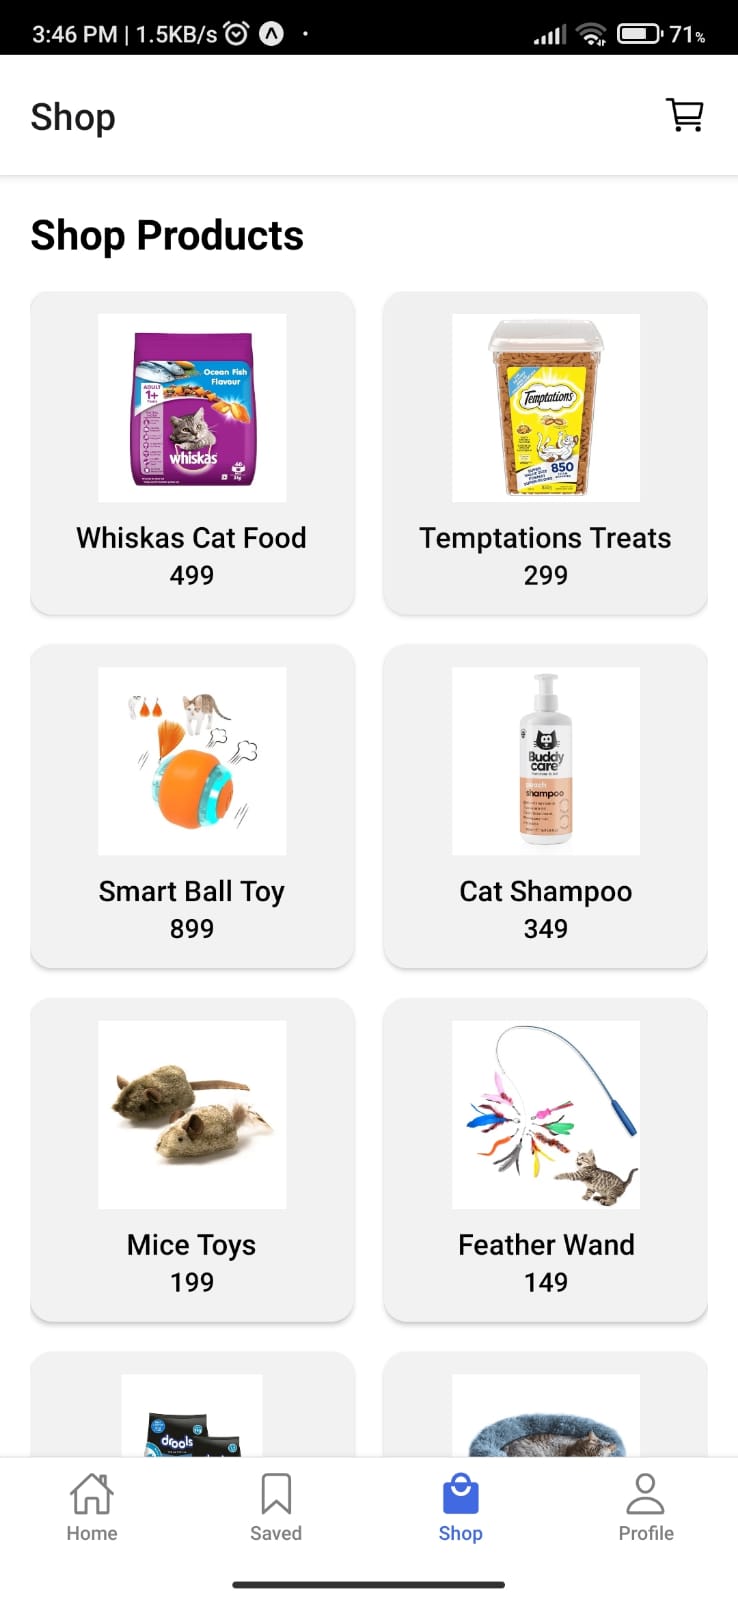 3:46 PM | 1.5KB/s
71%
Shop
Shop Products
Ocean Fish
Flavour
ADULT
1+
whiskas
Temptations
850
Whiskas Cat Food
499
Temptations Treats
299
Buddy
care
peach
shampoo
Smart Ball Toy
899
Cat Shampoo
349
Mice Toys
199
Feather Wand
149
drools
Home
Saved
Shop
Profile